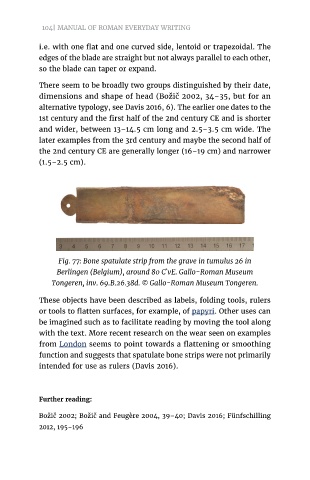 104| MANUAL OF ROMAN EVERYDAY WRITING
i.e. with one flat and one curved side, lentoid or trapezoidal. The
edges of the blade are straight but not always parallel to each other,
so the blade can taper or expand.
There seem to be broadly two groups distinguished by their date,
dimensions and shape of head (Božič 2002, 34–35, but for an
alternative typology, see Davis 2016, 6). The earlier one dates to the
1st century and the first half of the 2nd century CE and is shorter
and wider, between 13–14.5 cm long and 2.5–3.5 cm wide. The
later examples from the 3rd century and maybe the second half of
the 2nd century CE are generally longer (16–19 cm) and narrower
(1.5–2.5 cm).
3 4 5 6 7 8 9 10 11 12 13 14 15 16 17
Fig. 77: Bone spatulate strip from the grave in tumulus 26 in
Berlingen (Belgium), around 80 C'vE. Gallo-Roman Museum
Tongeren, inv. 69.B.26.38d. © Gallo-Roman Museum Tongeren.
These objects have been described as labels, folding tools, rulers
or tools to flatten surfaces, for example, of papyri. Other uses can
be imagined such as to facilitate reading by moving the tool along
with the text. More recent research on the wear seen on examples
from London seems to point towards a flattening or smoothing
function and suggests that spatulate bone strips were not primarily
intended for use as rulers (Davis 2016).
Further reading:
Božič 2002; Božič and Feugère 2004, 39–40; Davis 2016; Fünfschilling
2012, 195–196